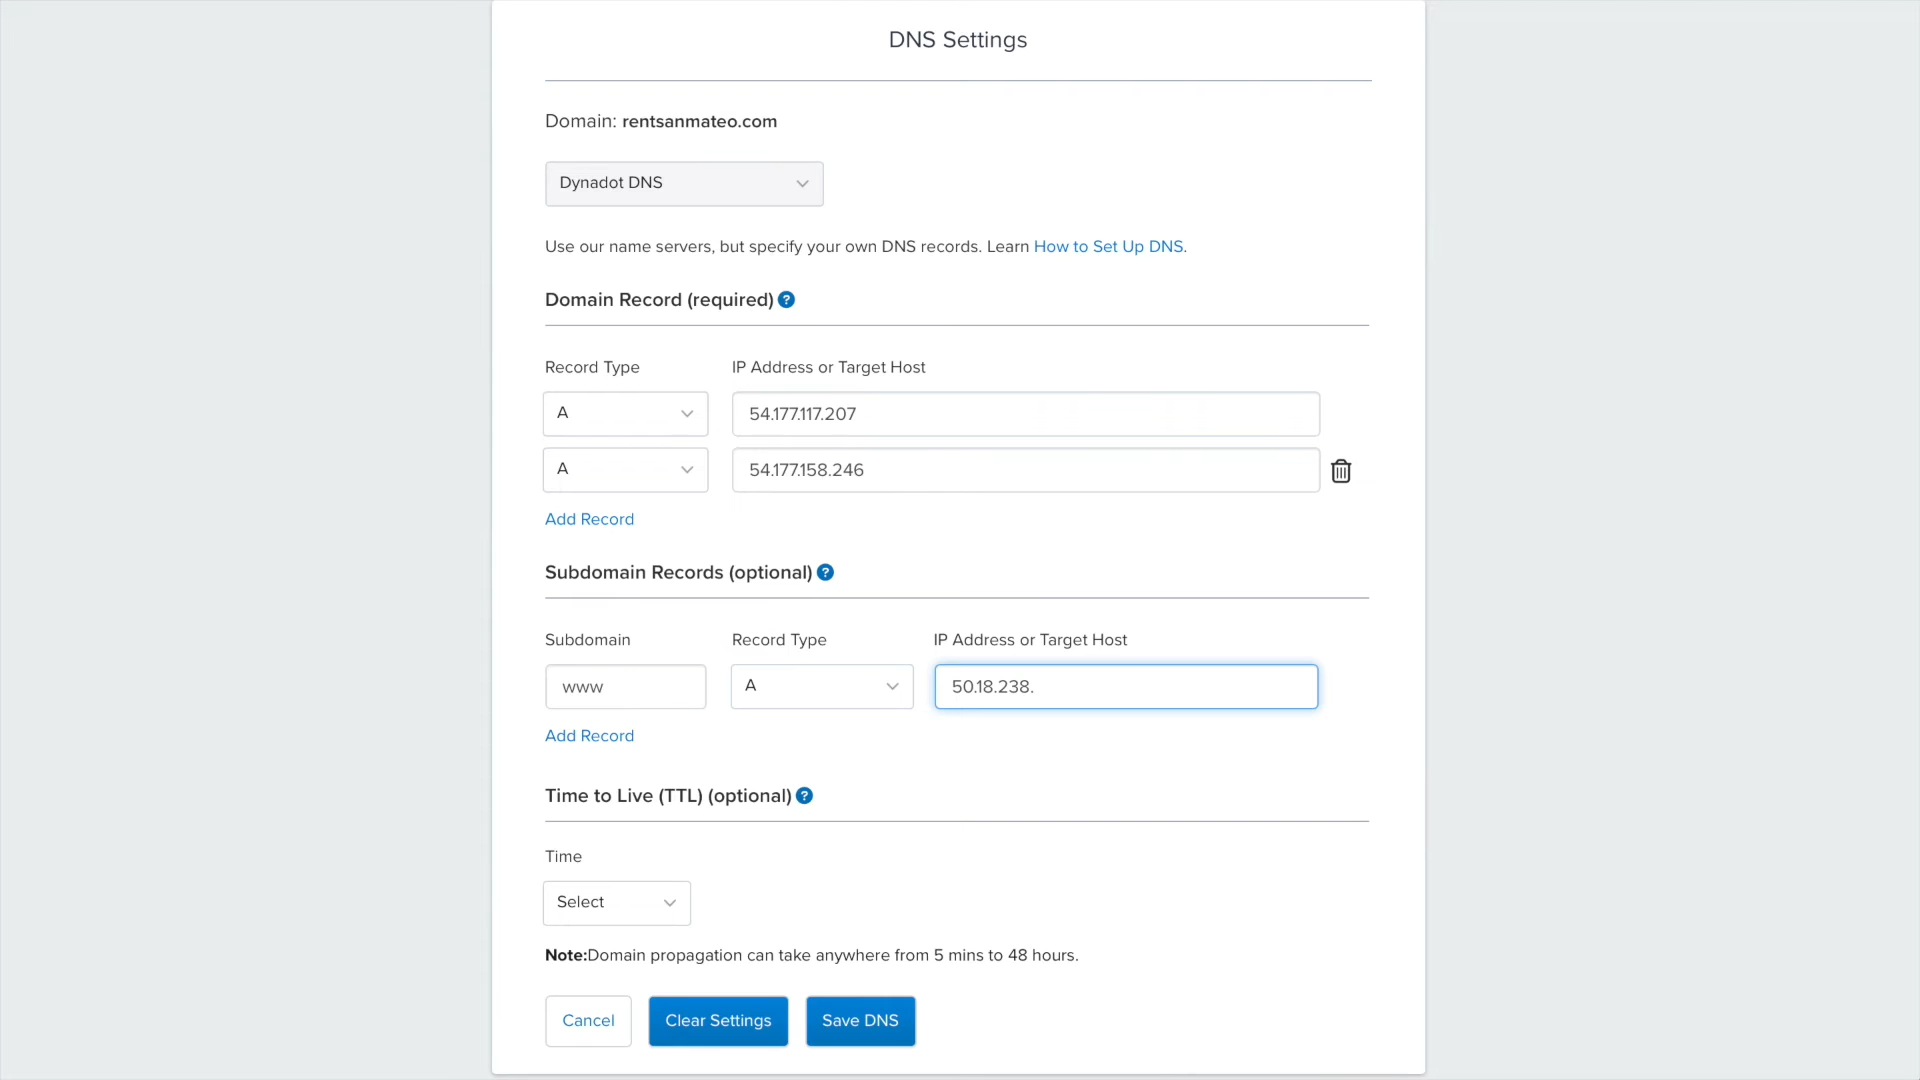 DNS Settings
Domain: rentsanmateo.com
Dynadot DNS
Use our name servers, but specify your own DNS records. Learn How to Set Up DNS.
Domain Record (required) ?
Record Type IP Address or Target Host
A 54.177.117.207
A 54.177.158.246
Add Record
Subdomain Records (optional) ?
Subdomain Record Type IP Address or Target Host
www A 50.18.238.
Add Record
Time to Live (TTL) (optional) ?
Time
Select
Note:Domain propagation can take anywhere from 5 mins to 48 hours.
Cancel Clear Settings Save DNS